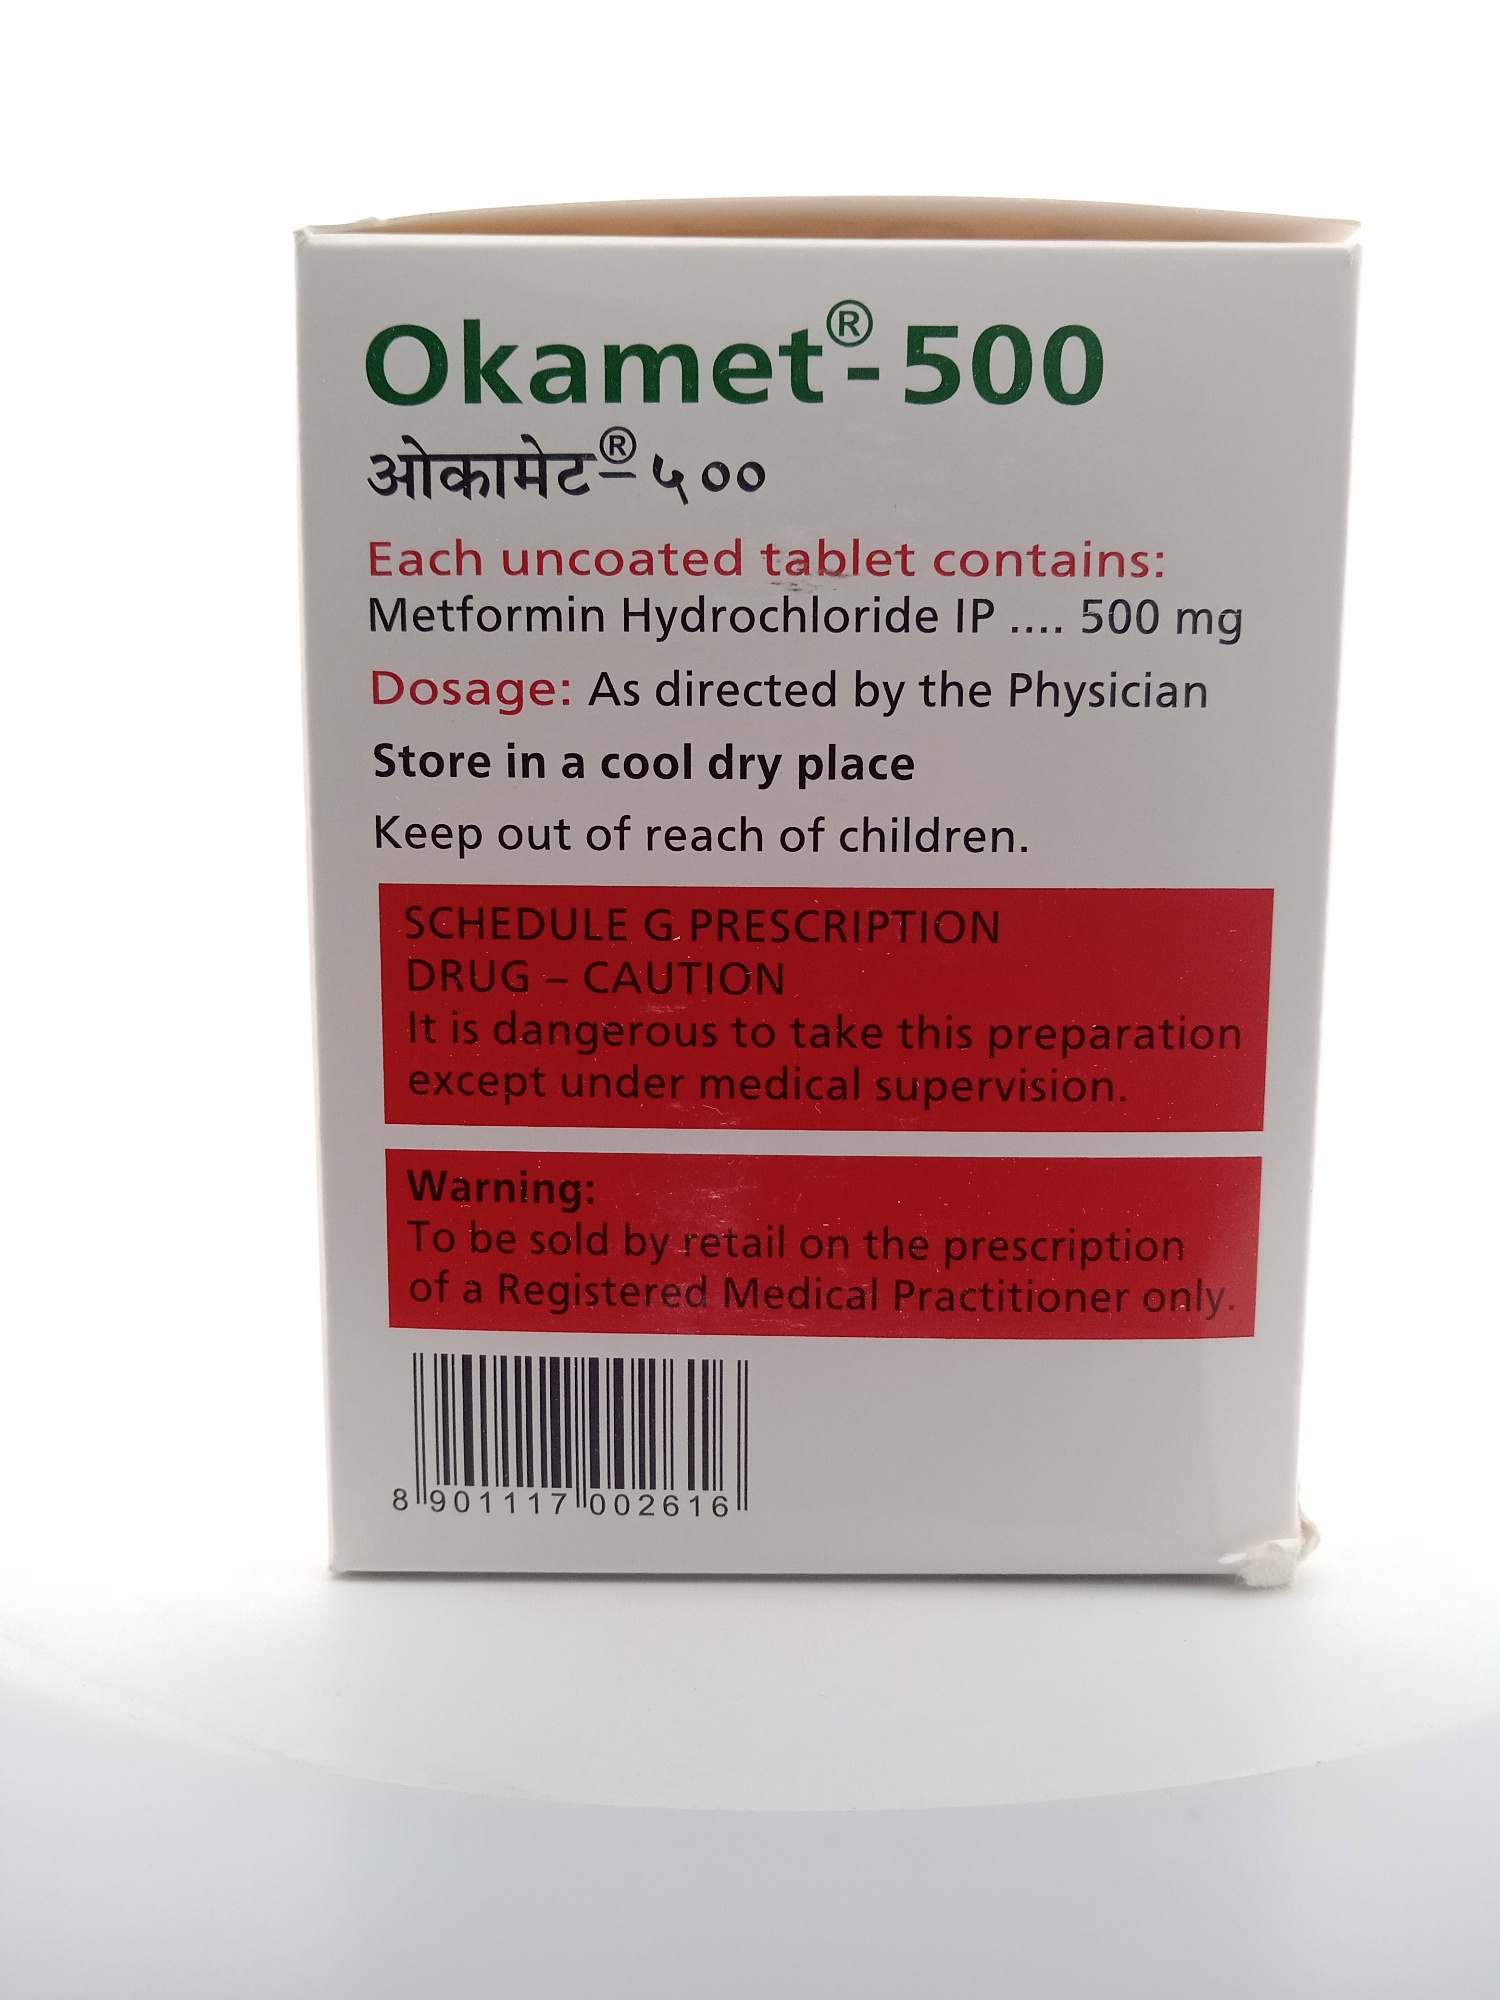 Okamet®-500
ओकामेट®-५००
Each uncoated tablet contains:
Metformin Hydrochloride IP .... 500 mg
Dosage: As directed by the Physician
Store in a cool dry place
Keep out of reach of children.
SCHEDULE G PRESCRIPTION
DRUG – CAUTION
It is dangerous to take this preparation
except under medical supervision.
Warning:
To be sold by retail on the prescription
of a Registered Medical Practitioner only.
8 901117 002616